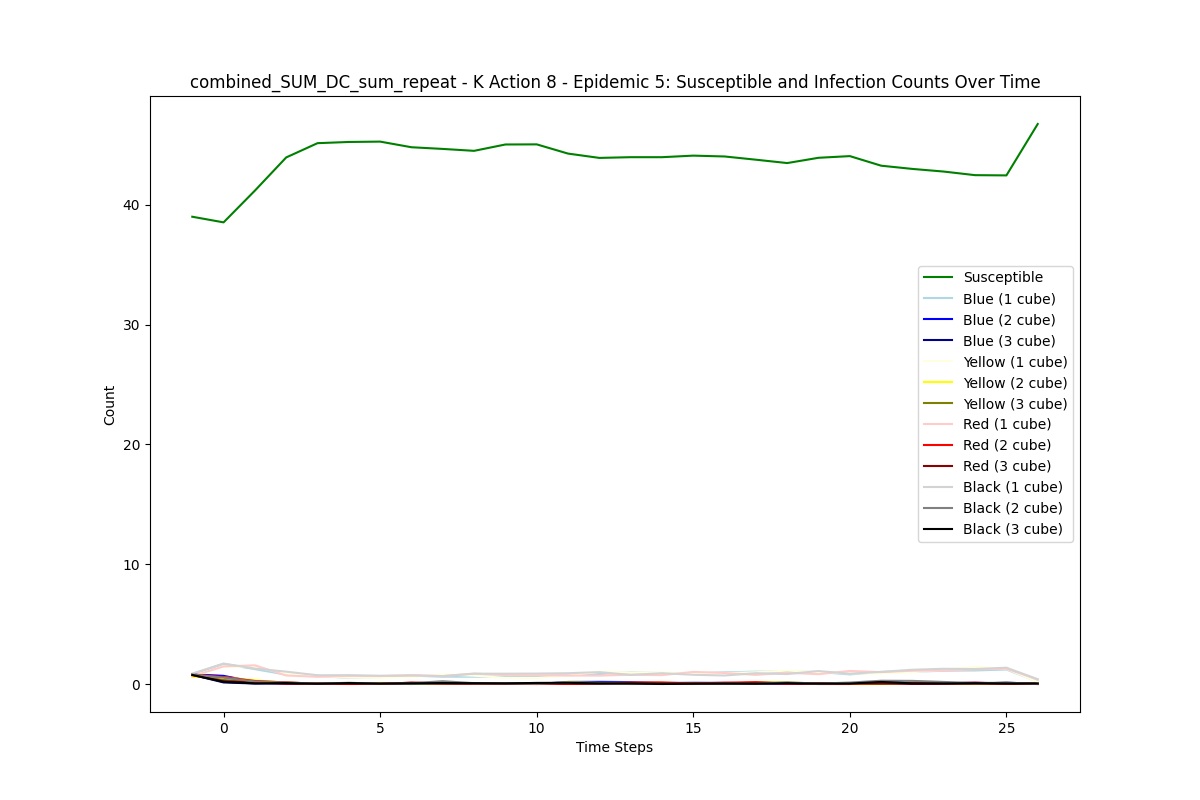 combined_SUM_DC_sum_repeat - K Action 8 - Epidemic 5: Susceptible and Infection Counts Over Time
40
30
20
10
0
Count
Susceptible
Blue (1 cube)
Blue (2 cube)
Blue (3 cube)
Yellow (1 cube)
Yellow (2 cube)
Yellow (3 cube)
Red (1 cube)
Red (2 cube)
Red (3 cube)
Black (1 cube)
Black (2 cube)
Black (3 cube)
0 5 10 15 20 25
Time Steps